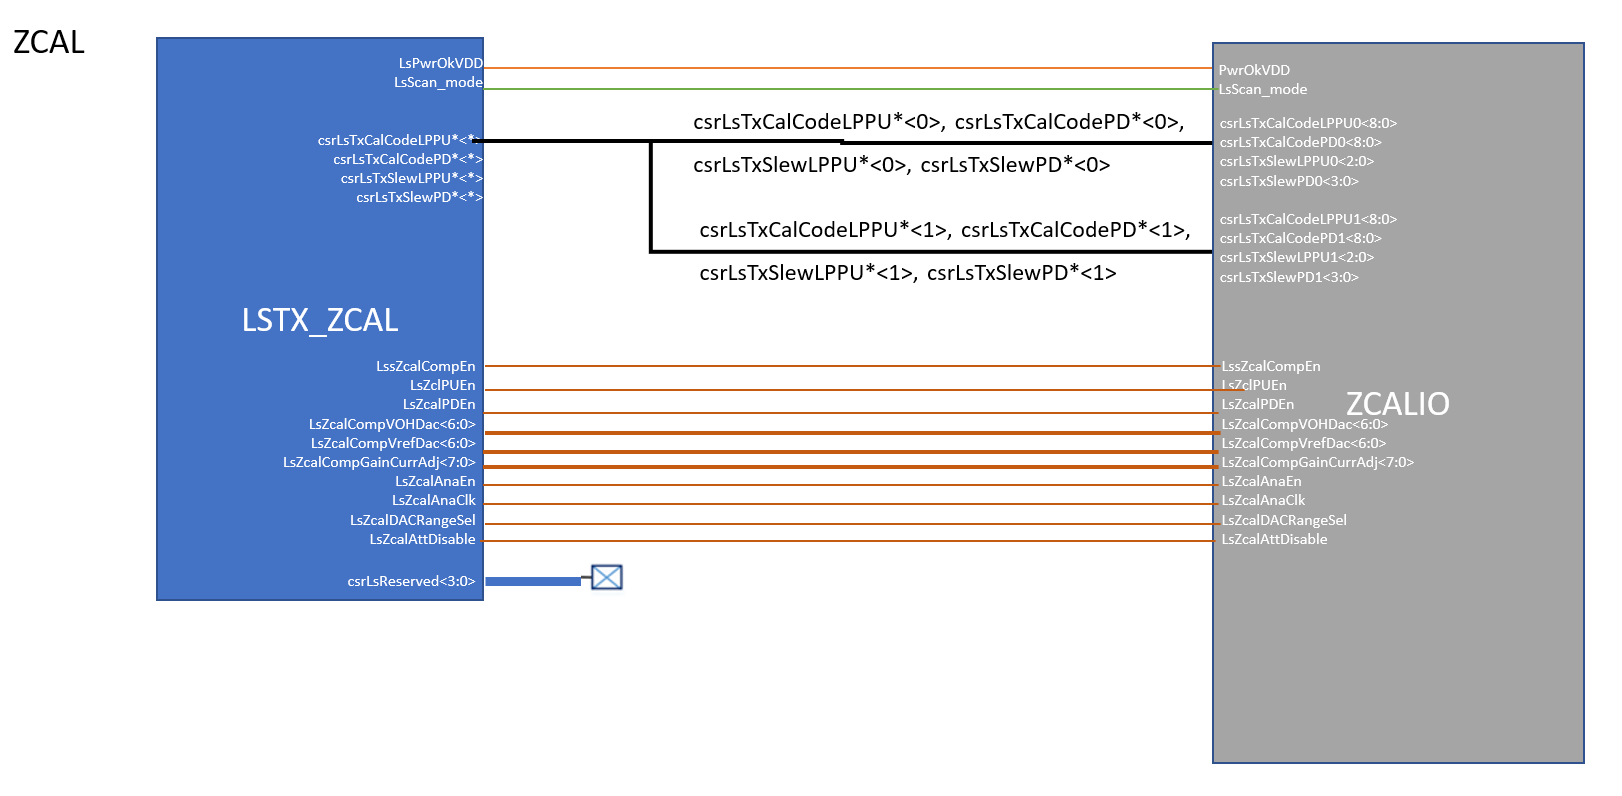 ZCAL
LsPwrOkVDD
LsScan_mode
csrLsTxCalCodeLPPU*<*>
csrLsTxCalCodePD*<*>
csrLsTxSlewLPPU*<*>
csrLsTxSlewPD*<*>
LSTX_ZCAL
LssZcalCompEn
LsZclPUEn
LsZcalPDEn
LsZcalCompVOHDac<6:0>
LsZcalCompVrefDac<6:0>
LsZcalCompGainCurrAdj<7:0>
LsZcalAnaEn
LsZcalAnaClk
LsZcalDACRangeSel
LsZcalAttDisable
csrLsReserved<3:0>
csrLsTxCalCodeLPPU*<0>, csrLsTxCalCodePD*<0>,
csrLsTxSlewLPPU*<0>, csrLsTxSlewPD*<0>
csrLsTxCalCodeLPPU*<1>, csrLsTxCalCodePD*<1>,
csrLsTxSlewLPPU*<1>, csrLsTxSlewPD*<1>
PwrOkVDD
LsScan_mode
csrLsTxCalCodeLPPU0<8:0>
csrLsTxCalCodePD0<8:0>
csrLsTxSlewLPPU0<2:0>
csrLsTxSlewPD0<3:0>
csrLsTxCalCodeLPPU1<8:0>
csrLsTxCalCodePD1<8:0>
csrLsTxSlewLPPU1<2:0>
csrLsTxSlewPD1<3:0>
LssZcalCompEn
LsZclPUEn
LsZcalPDEn
ZCALIO
LsZcalCompVOHDac<6:0>
LsZcalCompVrefDac<6:0>
LsZcalCompGainCurrAdj<7:0>
LsZcalAnaEn
LsZcalAnaClk
LsZcalDACRangeSel
LsZcalAttDisable